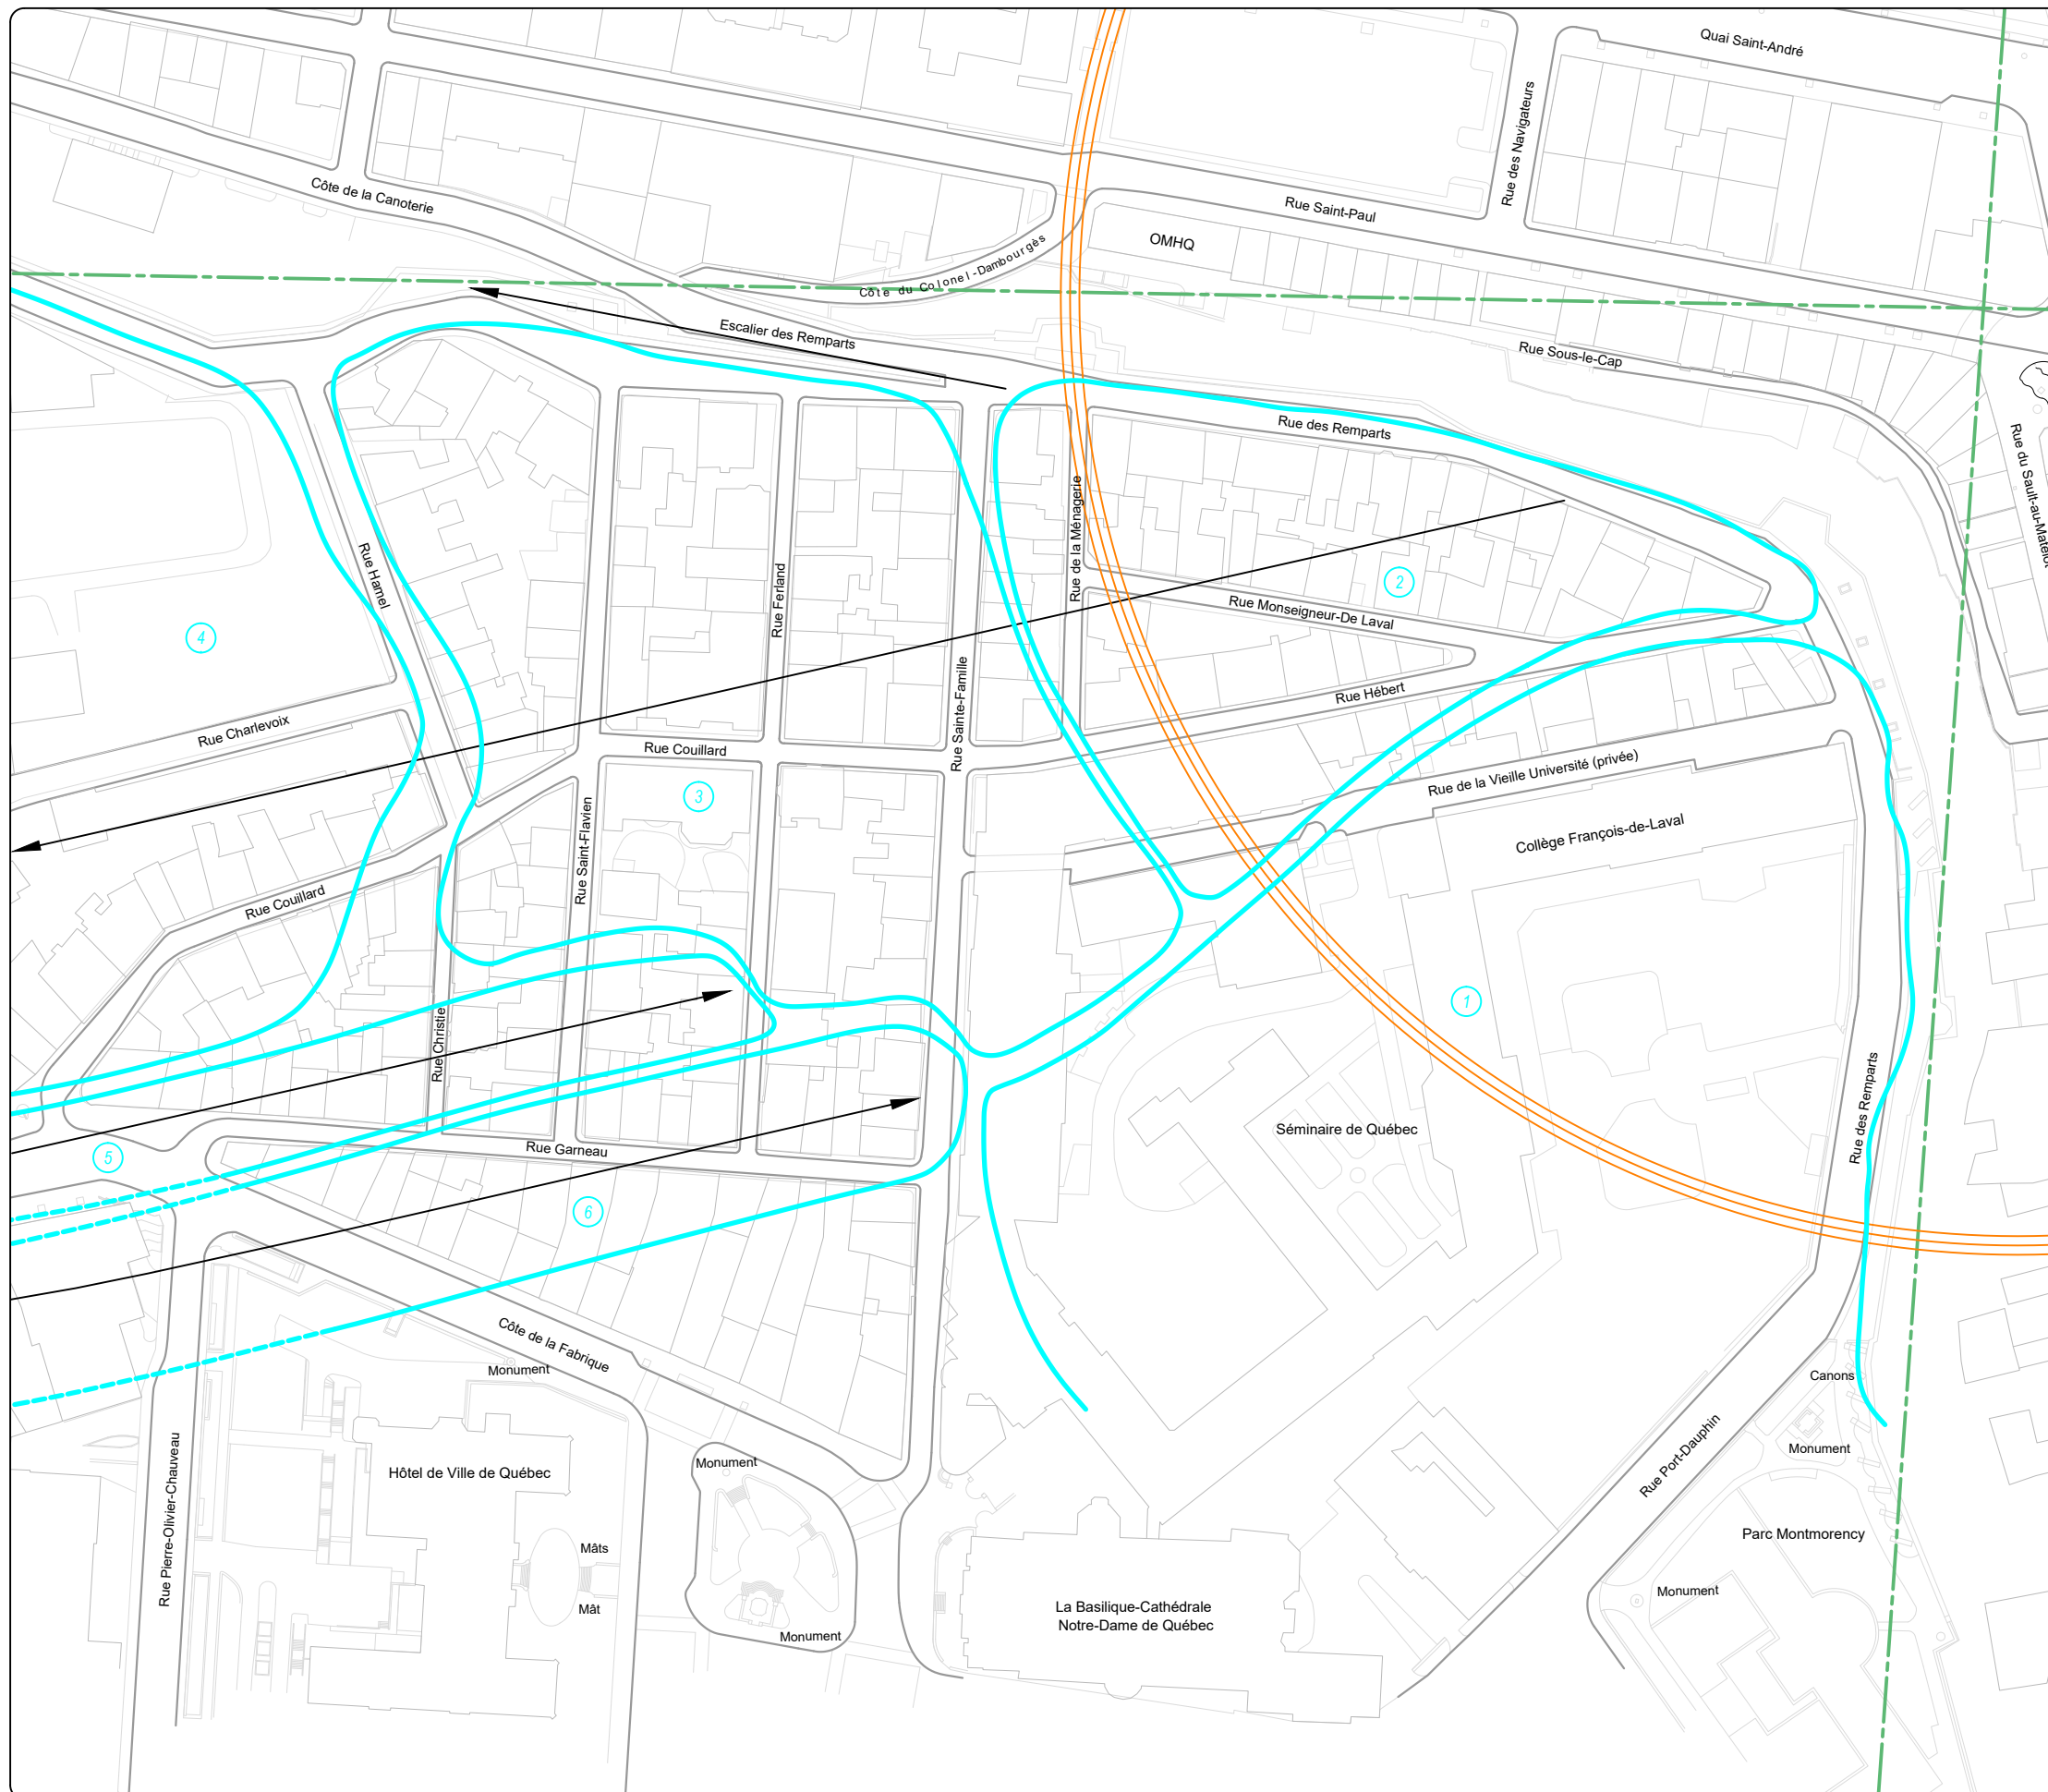 Quai Saint-André
Rue des Navigateurs
Côte de la Canoterie
Rue Saint-Paul
OMHQ
Côte du Colonel-Dambourgès
Escalier des Remparts
Rue Sous-le-Cap
Rue des Remparts
Rue du Sault-au-Matelot
Rue de la Ménagerie
Rue Hamel
Rue Ferland
2
Rue Monseigneur-De Laval
4
Rue Sainte-Famille
Rue Hébert
Rue Charlevoix
Rue Couillard
Rue de la Vieille Université (privée)
3
Rue Saint-Flavien
Collège François-de-Laval
Rue Couillard
1
Rue Christie
Rue des Remparts
Séminaire de Québec
Rue Garneau
5
6
Côte de la Fabrique
Monument
Canons
Rue Port-Dauphin
Monument
Hôtel de Ville de Québec
Monument
Rue Pierre-Olivier-Chauveau
Parc Montmorency
Mâts
Monument
Mât
La Basilique-Cathédrale
Notre-Dame de Québec
Monument